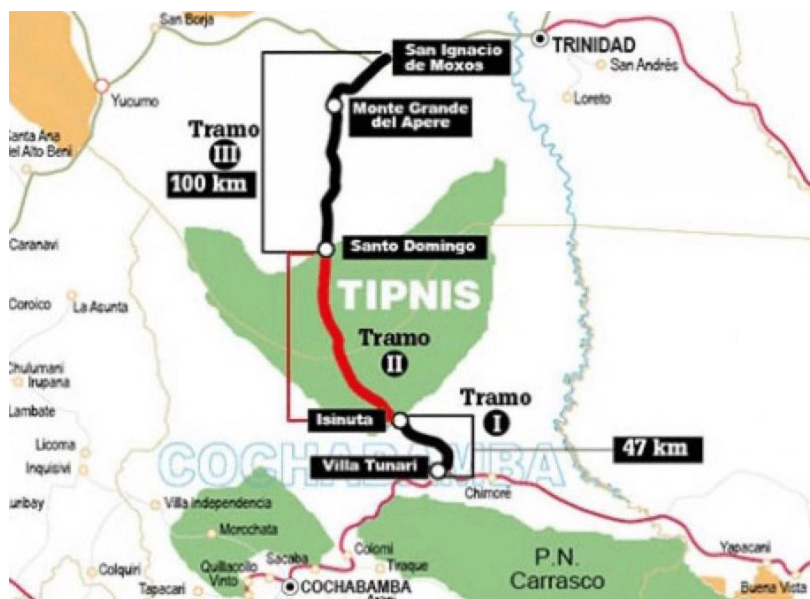 San Borja
San Ignacio
de Moxos
TRINIDAD
San Andrés
Yucumo
Loreto
Monte Grande
del Apere
Tramo
III
100 km
Santa Ana
del Alto Beni
Caranavi
Santo Domingo
TIPNIS
Coroico
La Asunta
Tramo
II
Chulumani
Irupana
Tramo
I
Lambate
Isinuta
Licoma
COCHABAMBA
47 km
Inquisivi
Villa Tunari
Chimoré
Villa Independencia
Morochata
Colomi
Yapacani
Colquiri
Quillacollo
Sacaba
Tiraque
P.N.
Carrasco
Vinto
Tapacari
COCHABAMBA
Buena Vista